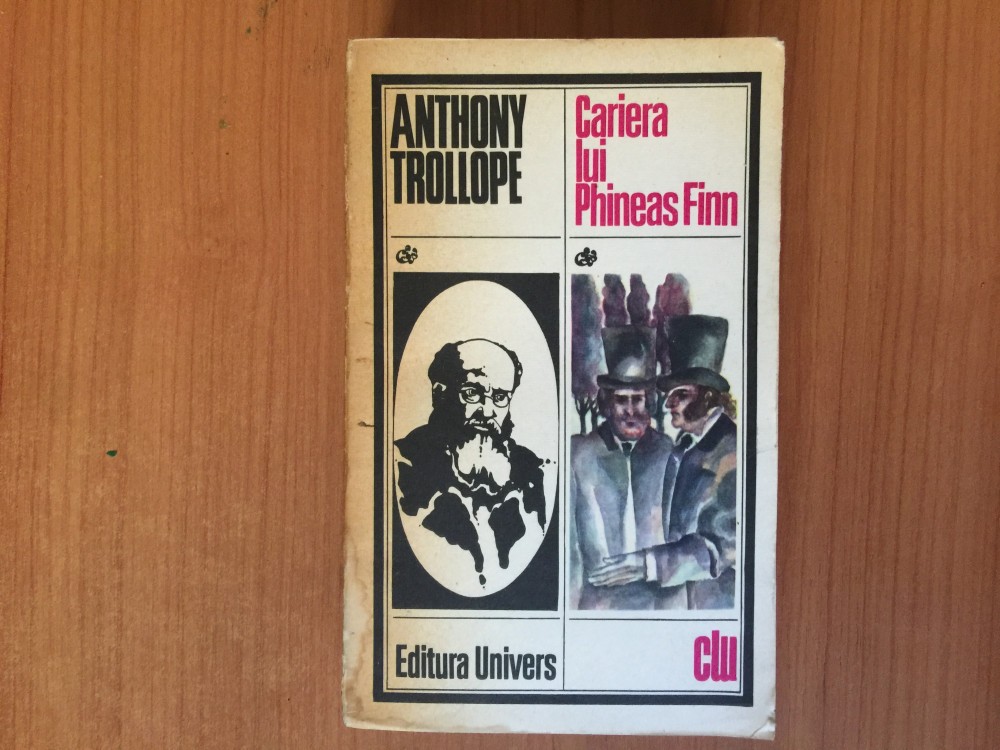 ANTHONY
TROLLOPE
Cariera
lui
Phineas Finn
Editura Univers
clu